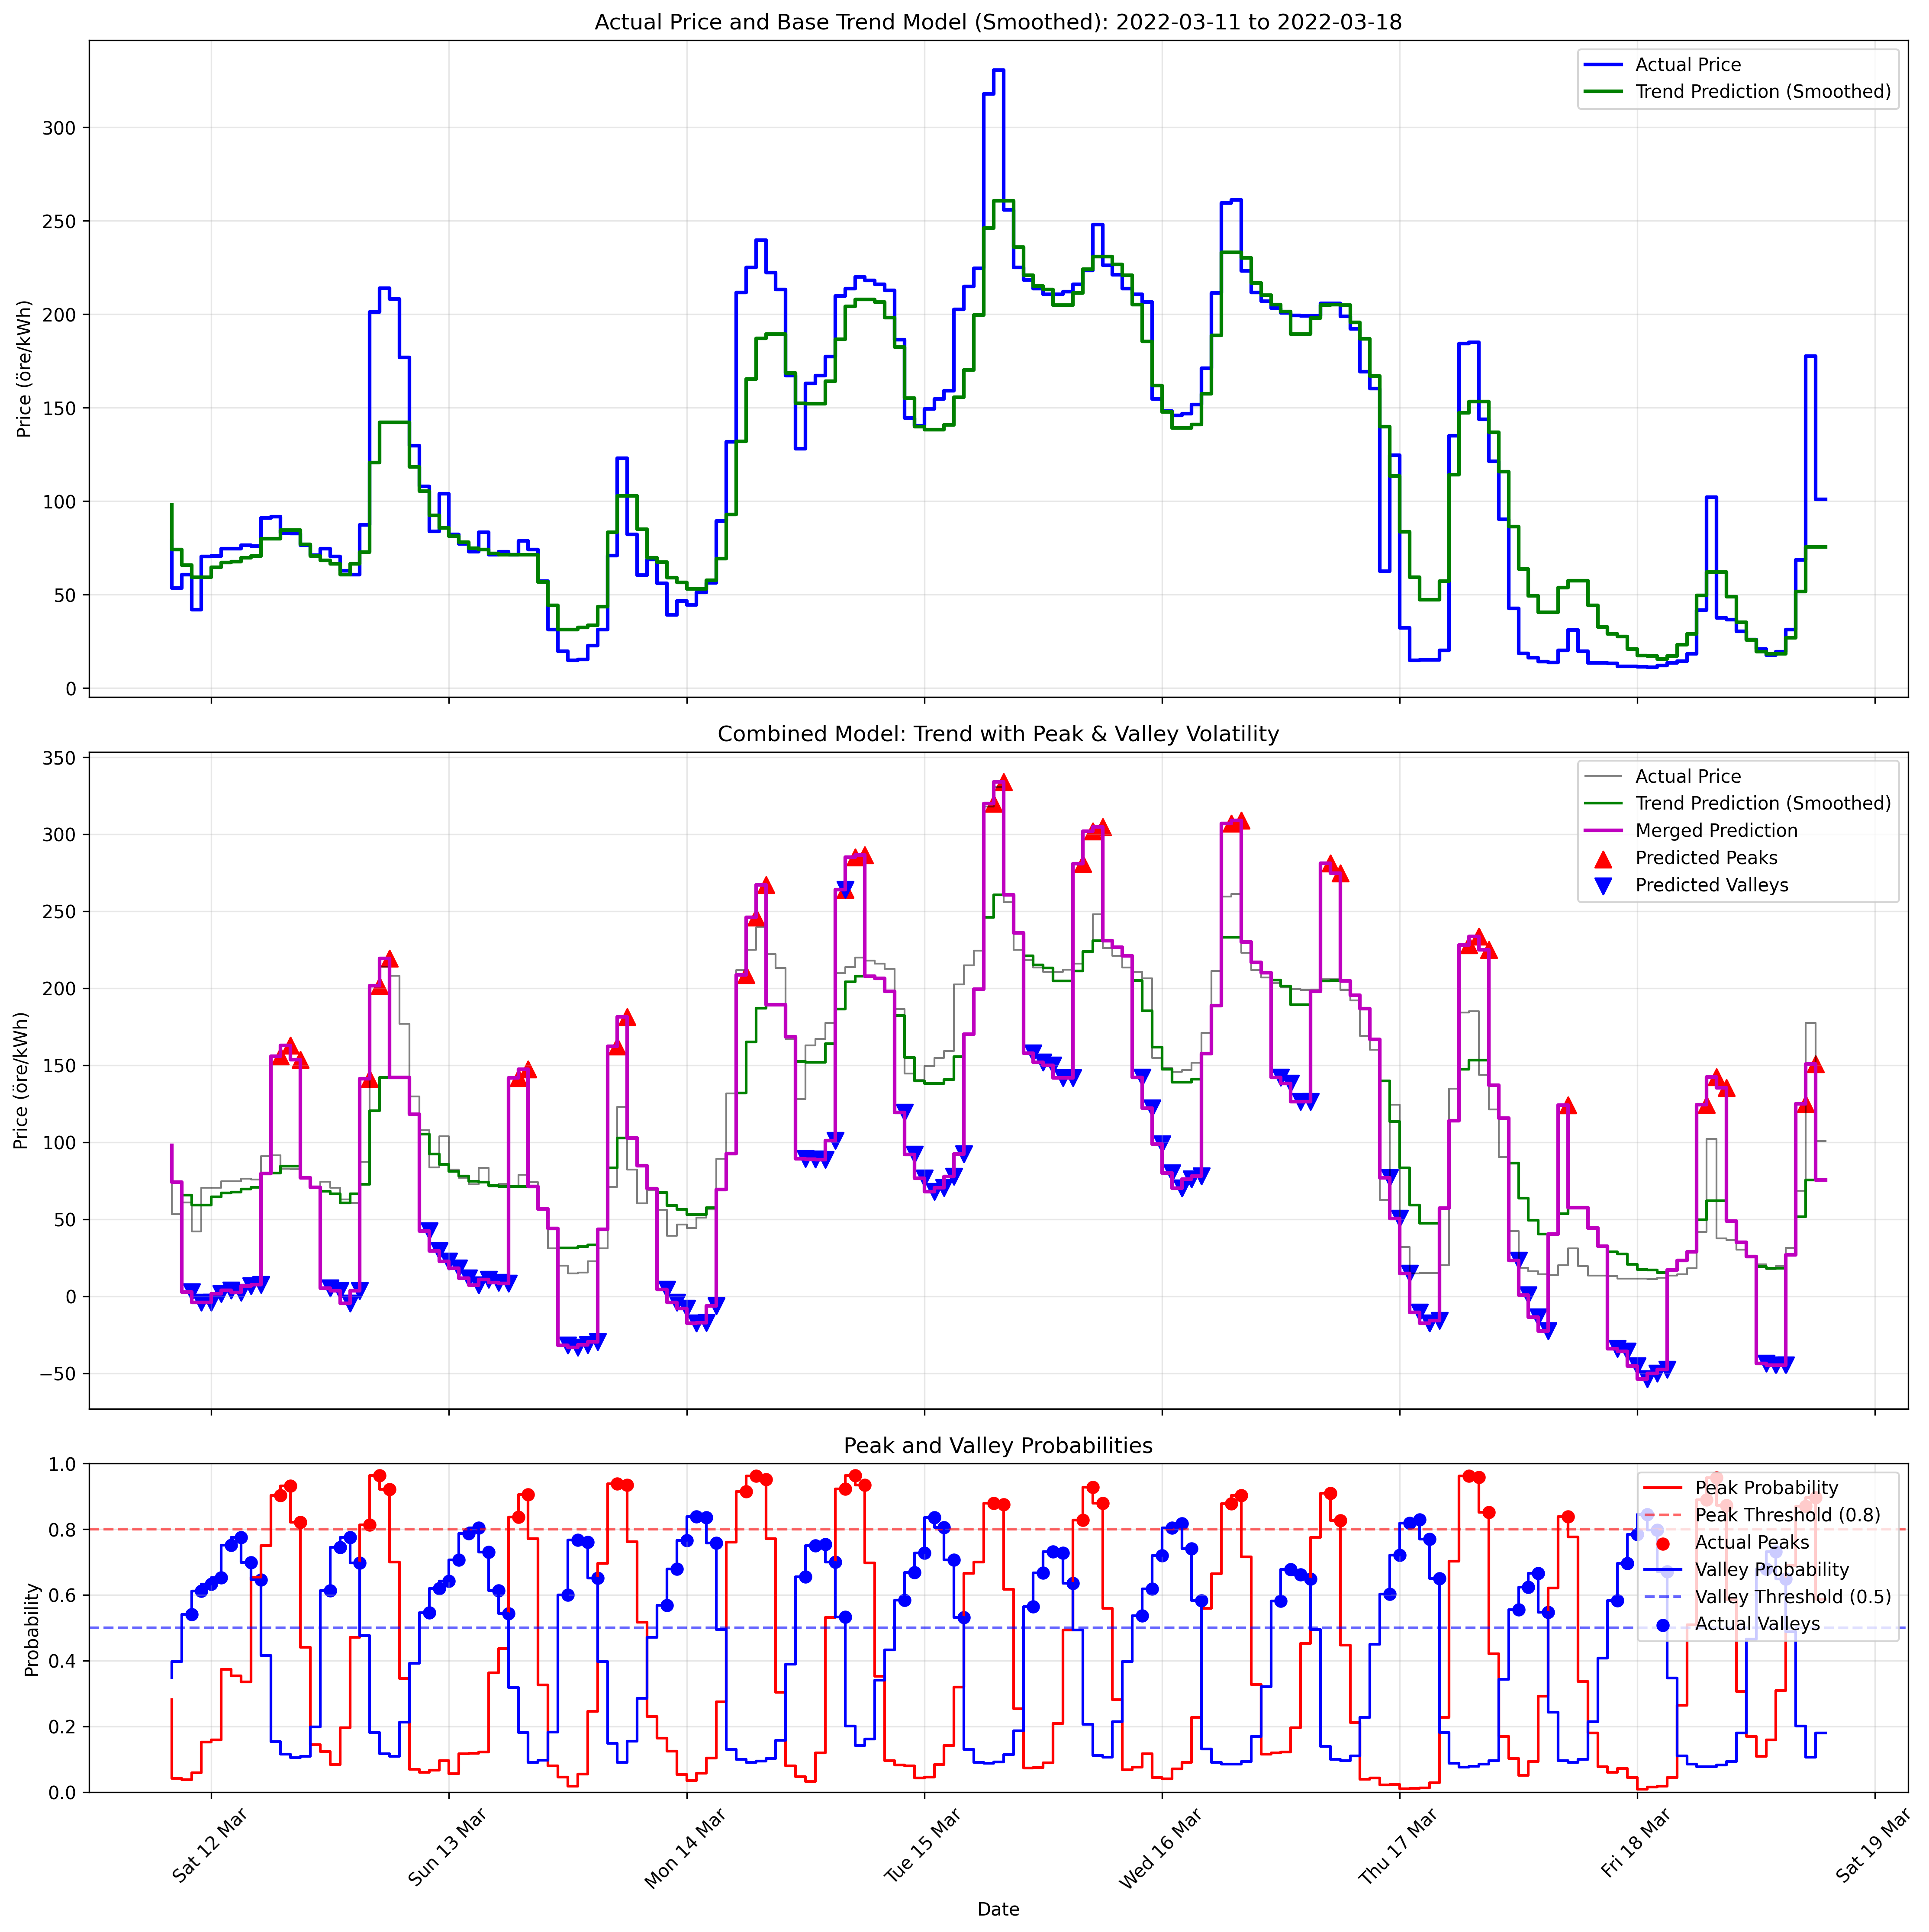 Actual Price and Base Trend Model (Smoothed): 2022-03-11 to 2022-03-18
Price (öre/kWh)
300
250
200
150
100
50
0
Actual Price
Trend Prediction (Smoothed)
Combined Model: Trend with Peak & Valley Volatility
Price (öre/kWh)
350
300
250
200
150
100
50
0
−50
Actual Price
Trend Prediction (Smoothed)
Merged Prediction
Predicted Peaks
Predicted Valleys
Peak and Valley Probabilities
Probability
1.0
0.8
0.6
0.4
0.2
0.0
Peak Probability
Peak Threshold (0.8)
Actual Peaks
Valley Probability
Valley Threshold (0.5)
Actual Valleys
Sat 12 Mar
Sun 13 Mar
Mon 14 Mar
Tue 15 Mar
Wed 16 Mar
Thu 17 Mar
Fri 18 Mar
Sat 19 Mar
Date